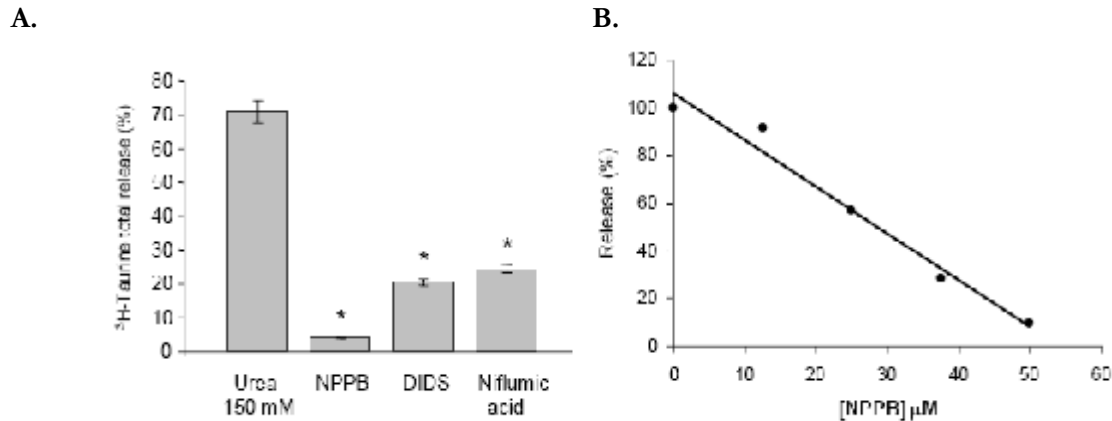 A.
³H-Taurine total release (%)
80
70
60
50
40
30
20
10
0
*
*
*
Urea
150 mM
NPPB
DIDS
Niflumic
acid
B.
Release (%)
120
100
80
60
40
20
0
0 10 20 30 40 50 60
[NPPB] µM